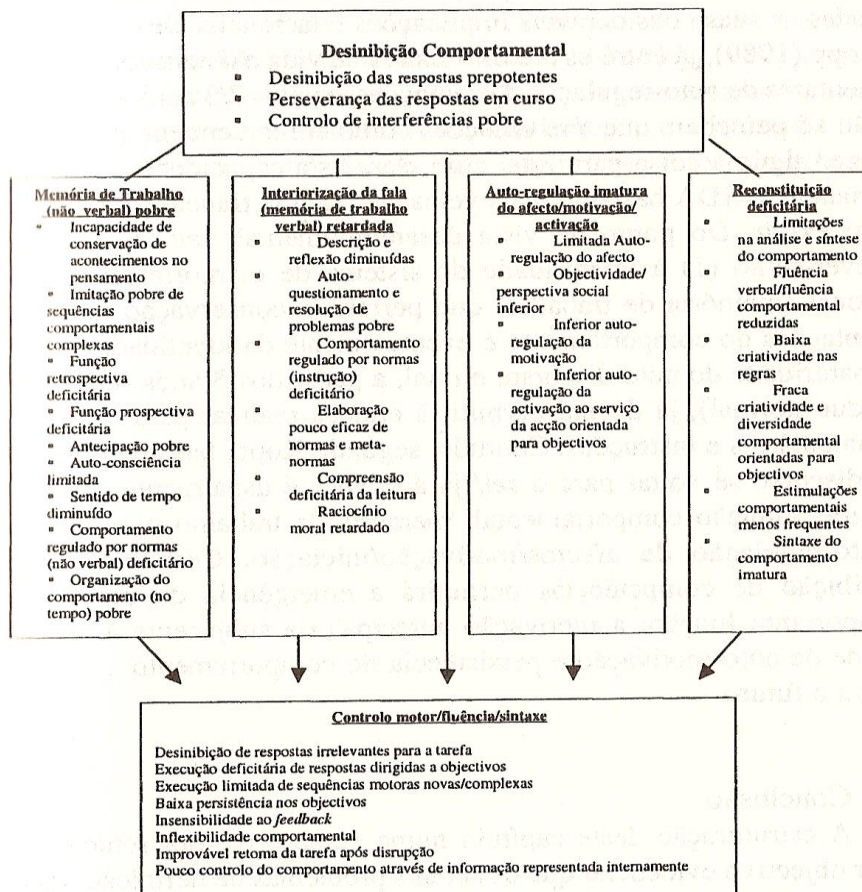 Desinibição Comportamental
▪ Desinibição das respostas prepotentes
▪ Perseverança das respostas em curso
▪ Controlo de interferências pobre
Memória de Trabalho
(não verbal) pobre
▪ Incapacidade de
conservação de
acontecimentos no
pensamento
▪ Imitação pobre de
sequências
comportamentais
complexas
▪ Função
retrospectiva
deficitária
▪ Função prospectiva
deficitária
▪ Antecipação pobre
▪ Auto-consciência
limitada
▪ Sentido de tempo
diminuído
▪ Comportamento
regulado por normas
(não verbal) deficitário
▪ Organização do
comportamento (no
tempo) pobre
Interiorização da fala
(memória de trabalho
verbal) retardada
▪ Descrição e
reflexão diminuídas
▪ Auto-
questionamento e
resolução de
problemas pobre
▪ Comportamento
regulado por normas
(instrução)
deficitário
▪ Elaboração
pouco eficaz de
normas e meta-
normas
▪ Compreensão
deficitária da leitura
▪ Raciocínio
moral retardado
Auto-regulação imatura
do afecto/motivação/
activação
▪ Limitada Auto-
regulação do afecto
▪ Objectividade/
perspectiva social
inferior
▪ Inferior auto-
regulação da
motivação
▪ Inferior auto-
regulação da
activação ao serviço
da acção orientada
para objectivos
Reconstituição
deficitária
▪ Limitações
na análise e síntese
do comportamento
▪ Fluência
verbal/fluência
comportamental
reduzidas
▪ Baixa
criatividade nas
regras
▪ Fraca
criatividade e
diversidade
comportamental
orientadas para
objectivos
▪ Estimulações
comportamentais
menos frequentes
▪ Sintaxe do
comportamento
imatura
Controlo motor/fluência/sintaxe
Desinibição de respostas irrelevantes para a tarefa
Execução deficitária de respostas dirigidas a objectivos
Execução limitada de sequências motoras novas/complexas
Baixa persistência nos objectivos
Insensibilidade ao feedback
Inflexibilidade comportamental
Improvável retoma da tarefa após disrupção
Pouco controlo do comportamento através de informação representada internamente